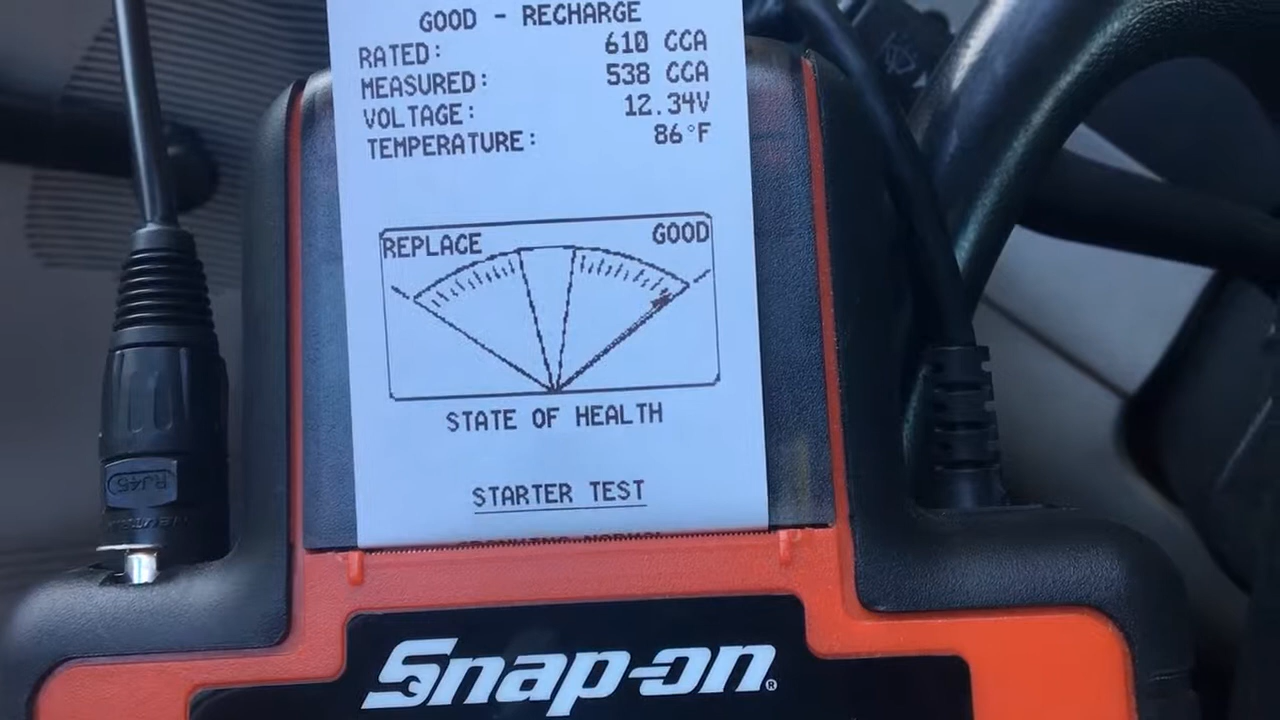 GOOD - RECHARGE
RATED: 610 CCA
MEASURED: 538 CCA
VOLTAGE: 12.34V
TEMPERATURE: 86°F
REPLACE GOOD
STATE OF HEALTH
STARTER TEST
RJ45
Snap-on®